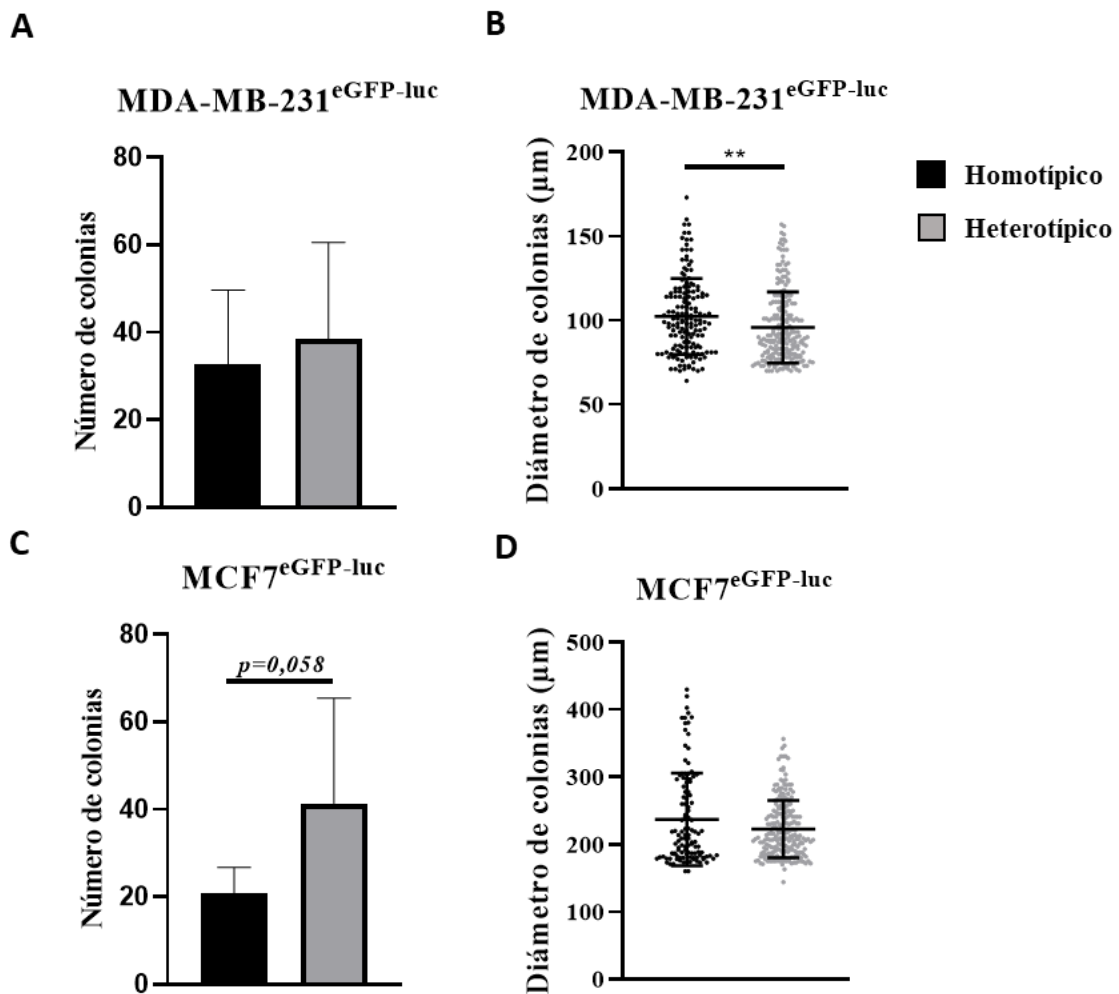 A
MDA-MB-231eGFP-luc
Número de colonias
80
60
40
20
0
B
MDA-MB-231eGFP-luc
Diámetro de colonias (µm)
200
150
100
50
0
**
Homotípico
Heterotípico
C
MCF7eGFP-luc
Número de colonias
80
60
40
20
0
p=0,058
D
MCF7eGFP-luc
Diámetro de colonias (µm)
500
400
300
200
100
0